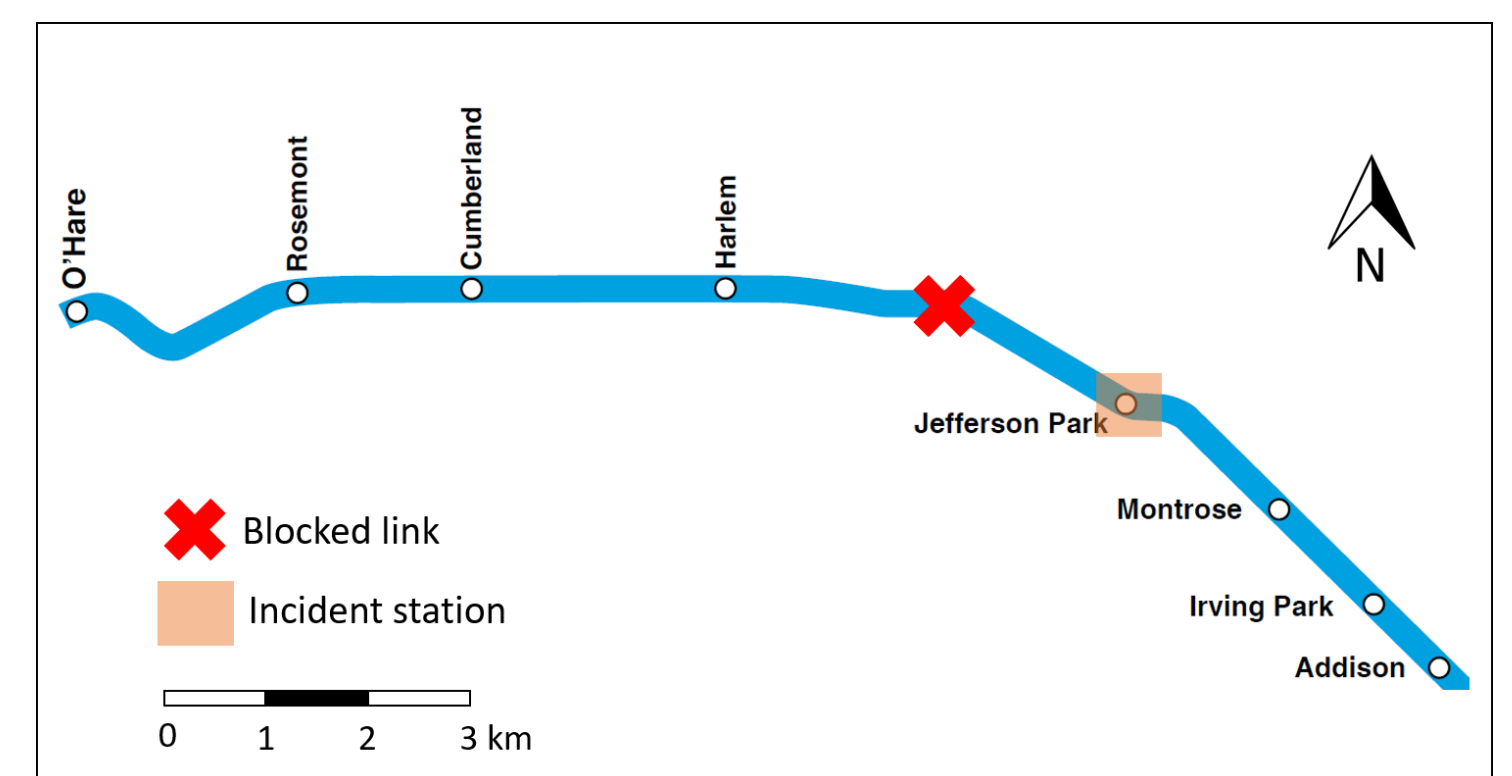 O'Hare
Rosemont
Cumberland
Harlem
N
Jefferson Park
Montrose
Irving Park
Addison
Blocked link
Incident station
0 1 2 3 km